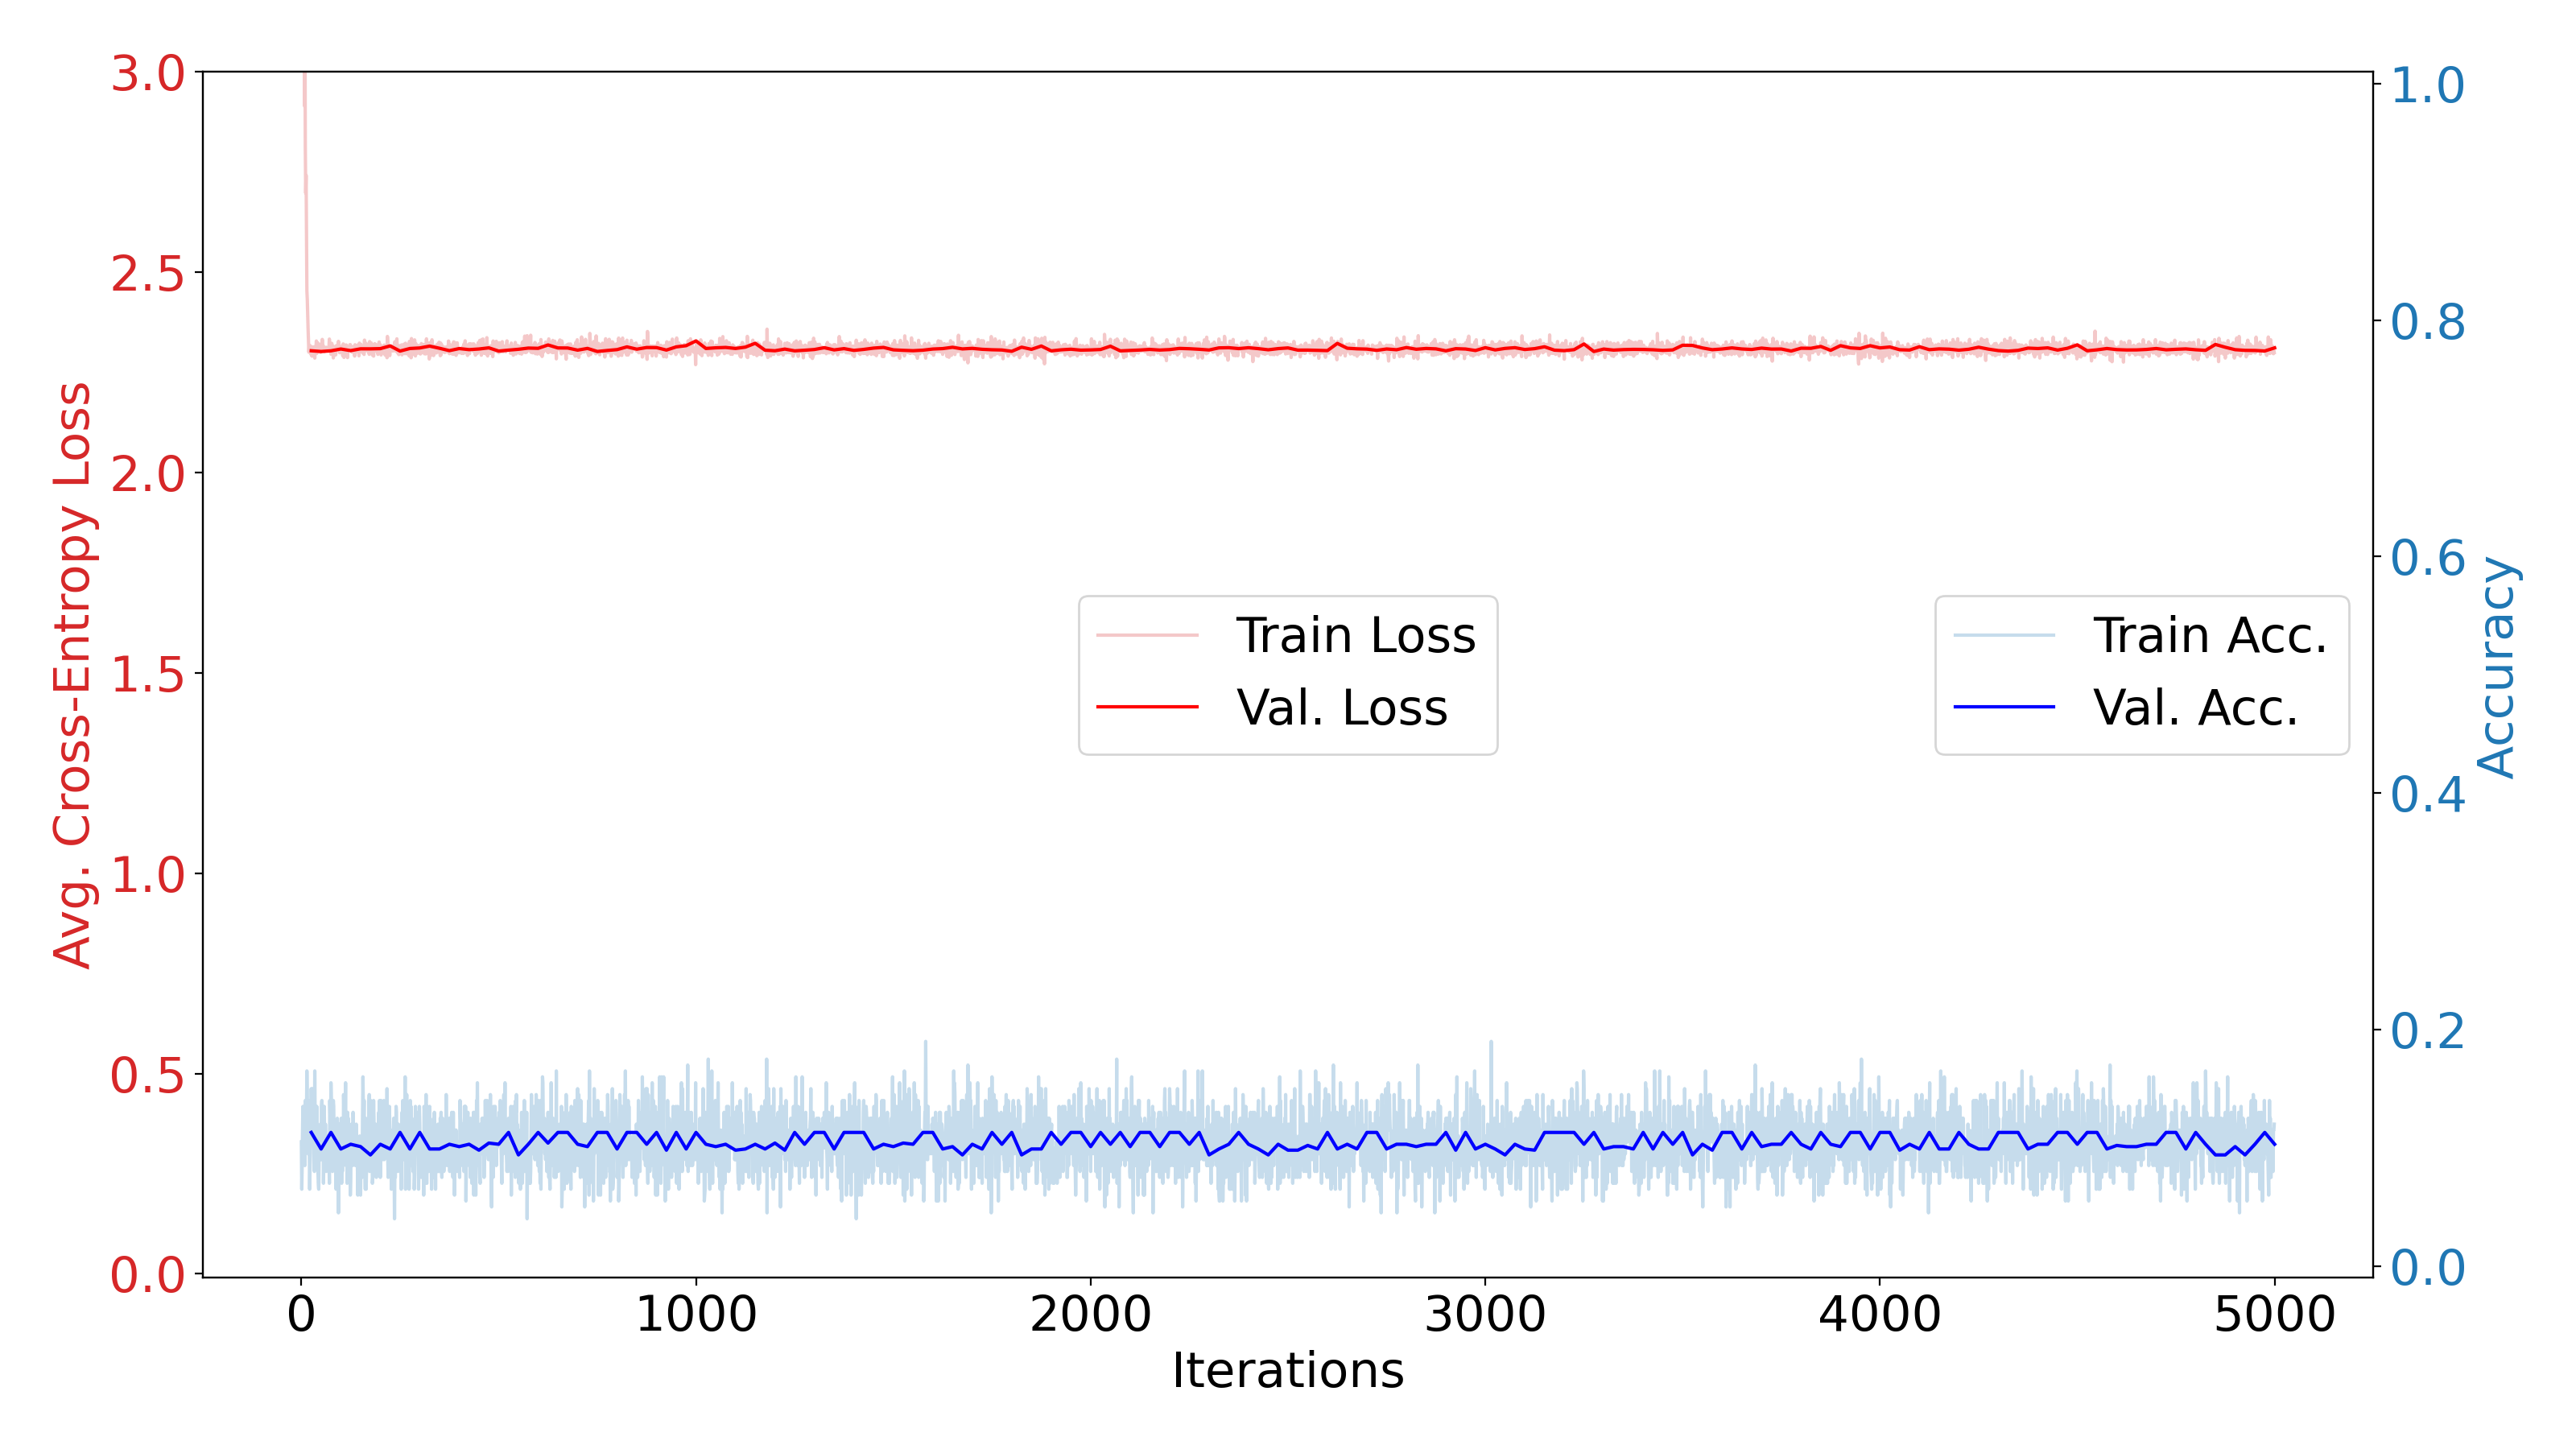 3.0
2.5
2.0
1.5
1.0
0.5
0.0
Avg. Cross-Entropy Loss
1.0
0.8
0.6
0.4
0.2
0.0
Accuracy
Train Loss
Val. Loss
Train Acc.
Val. Acc.
0 1000 2000 3000 4000 5000
Iterations